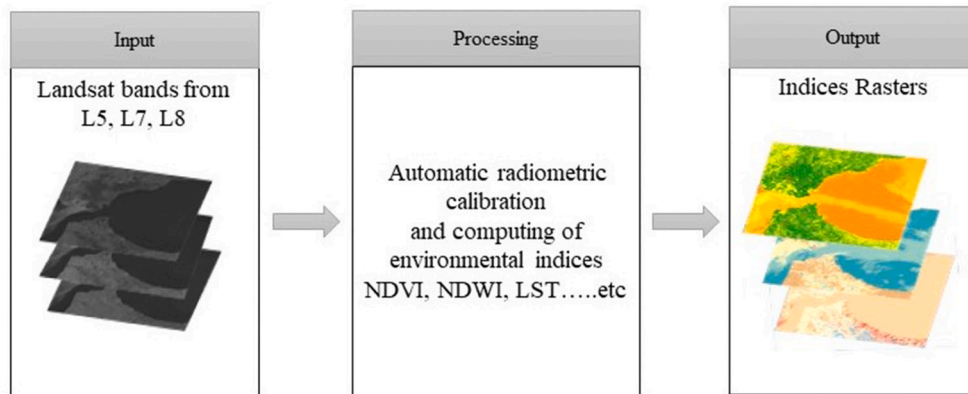 Input
Landsat bands from
L5, L7, L8
Processing
Automatic radiometric
calibration
and computing of
environmental indices
NDVI, NDWI, LST…..etc
Output
Indices Rasters